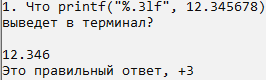 1. Что printf("%.3lf", 12.345678)
выведет в терминал?
12.346
Это правильный ответ, +3